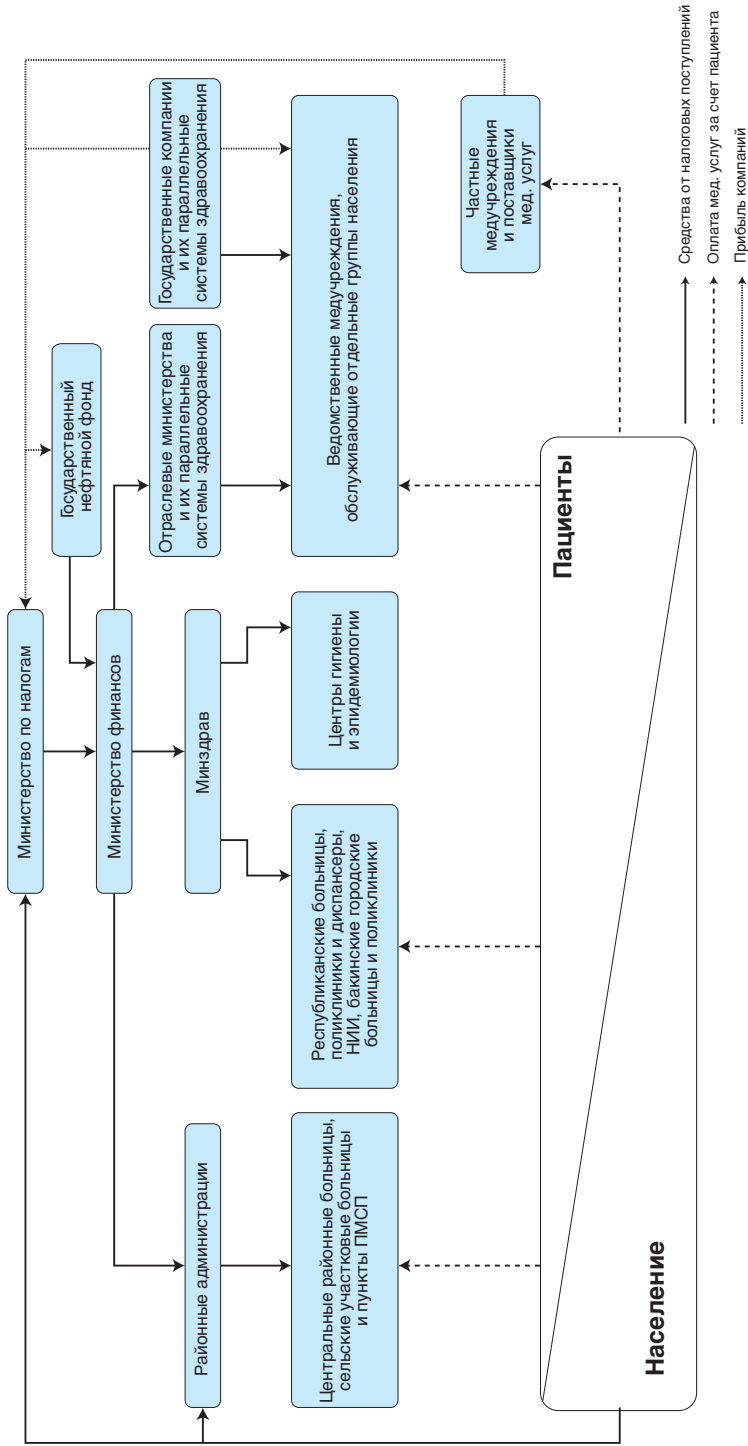 Министерство по налогам
Государственный
нефтяной фонд
Министерство финансов
Районные администрации
Минздрав
Отраслевые министерства
и их параллельные
системы здравоохранения
Государственные компании
и их параллельные
системы здравоохранения
Центральные районные больницы,
сельские участковые больницы
и пункты ПМСП
Республиканские больницы,
поликлиники и диспансеры,
НИИ, бакинские городские
больницы и поликлиники
Центры гигиены
и эпидемиологии
Ведомственные медучреждения,
обслуживающие отдельные группы населения
Частные
медучреждения
и поставщики
мед. услуг
Население
Пациенты
Средства от налоговых поступлений
Оплата мед. услуг за счет пациента
Прибыль компаний